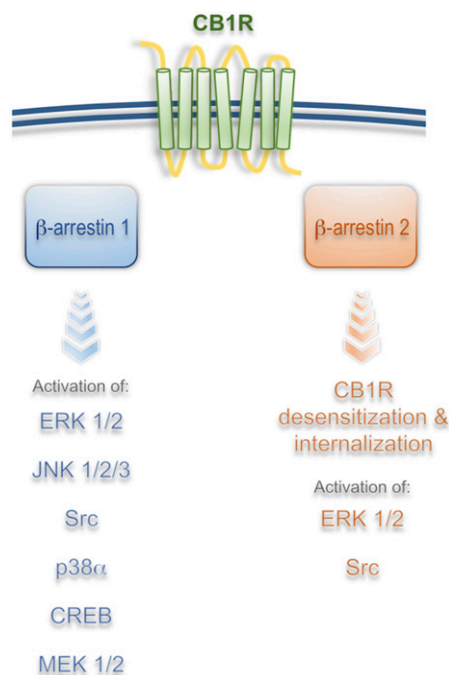 CB1R
β-arrestin 1
Activation of:
ERK 1/2
JNK 1/2/3
Src
p38α
CREB
MEK 1/2
β-arrestin 2
CB1R
desensitization &
internalization
Activation of:
ERK 1/2
Src